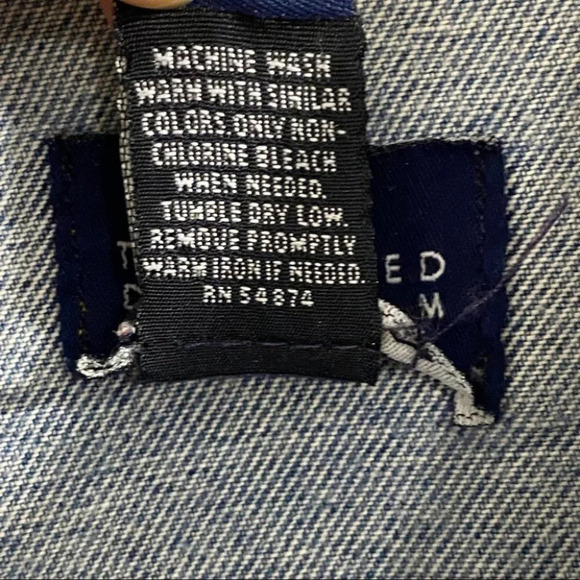 MACHINE WASH
WARM WITH SIMILAR
COLORS. ONLY NON-
CHLORINE BLEACH
WHEN NEEDED.
TUMBLE DRY LOW.
REMOVE PROMPTLY
WARM IRON IF NEEDED.
RN 54874